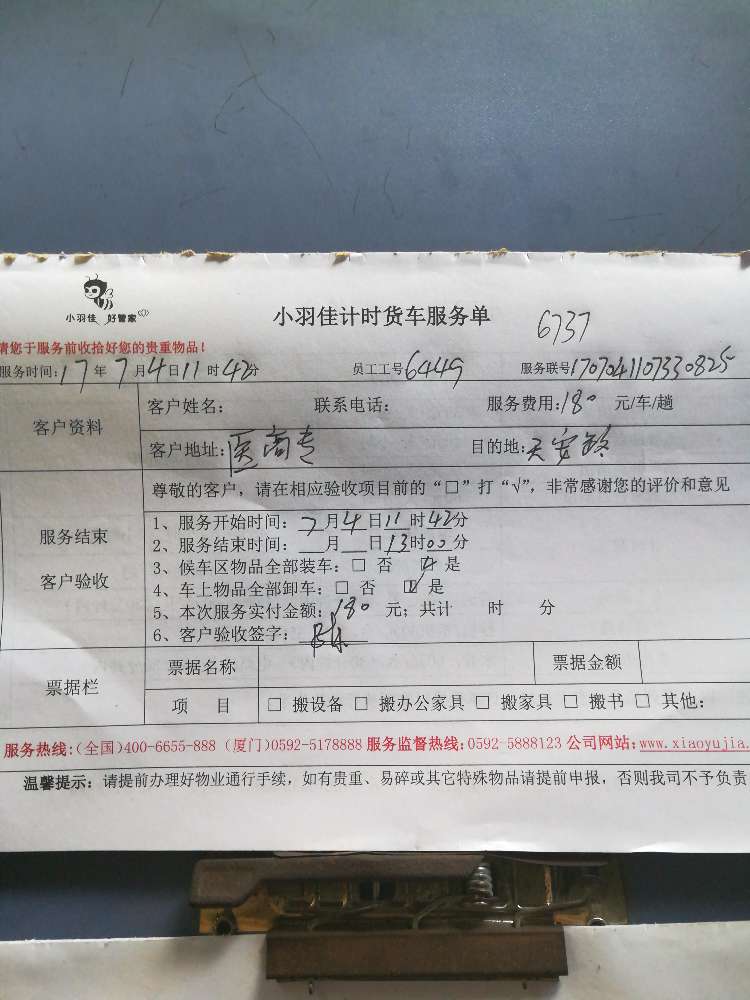 小羽佳 好管家
小羽佳计时货车服务单
6737
请您于服务前收拾好您的贵重物品！
服务时间：17年7月4日11时42分 员工工号6449 服务联号170704110733 0825
客户资料
客户姓名： 联系电话： 服务费用：180 元/车/趟
客户地址：医高专 目的地：天安路
服务结束
客户验收
尊敬的客户，请在相应验收项目前的“□”打“√”，非常感谢您的评价和意见
1、服务开始时间：7月4日11时42分
2、服务结束时间：___月___日13时00分
3、候车区物品全部装车：□ 否 ☑ 是
4、车上物品全部卸车：□ 否 ☑ 是
5、本次服务实付金额：180 元；共计 时 分
6、客户验收签字：
票据栏
票据名称 票据金额
项 目 □ 搬设备 □ 搬办公家具 □ 搬家具 □ 搬书 □ 其他：
服务热线：(全国)400-6655-888 (厦门)0592-5178888 服务监督热线：0592-5888123 公司网站：www.xiaoyujia.
温馨提示：请提前办理好物业通行手续，如有贵重、易碎或其它特殊物品请提前申报，否则我司不予负责